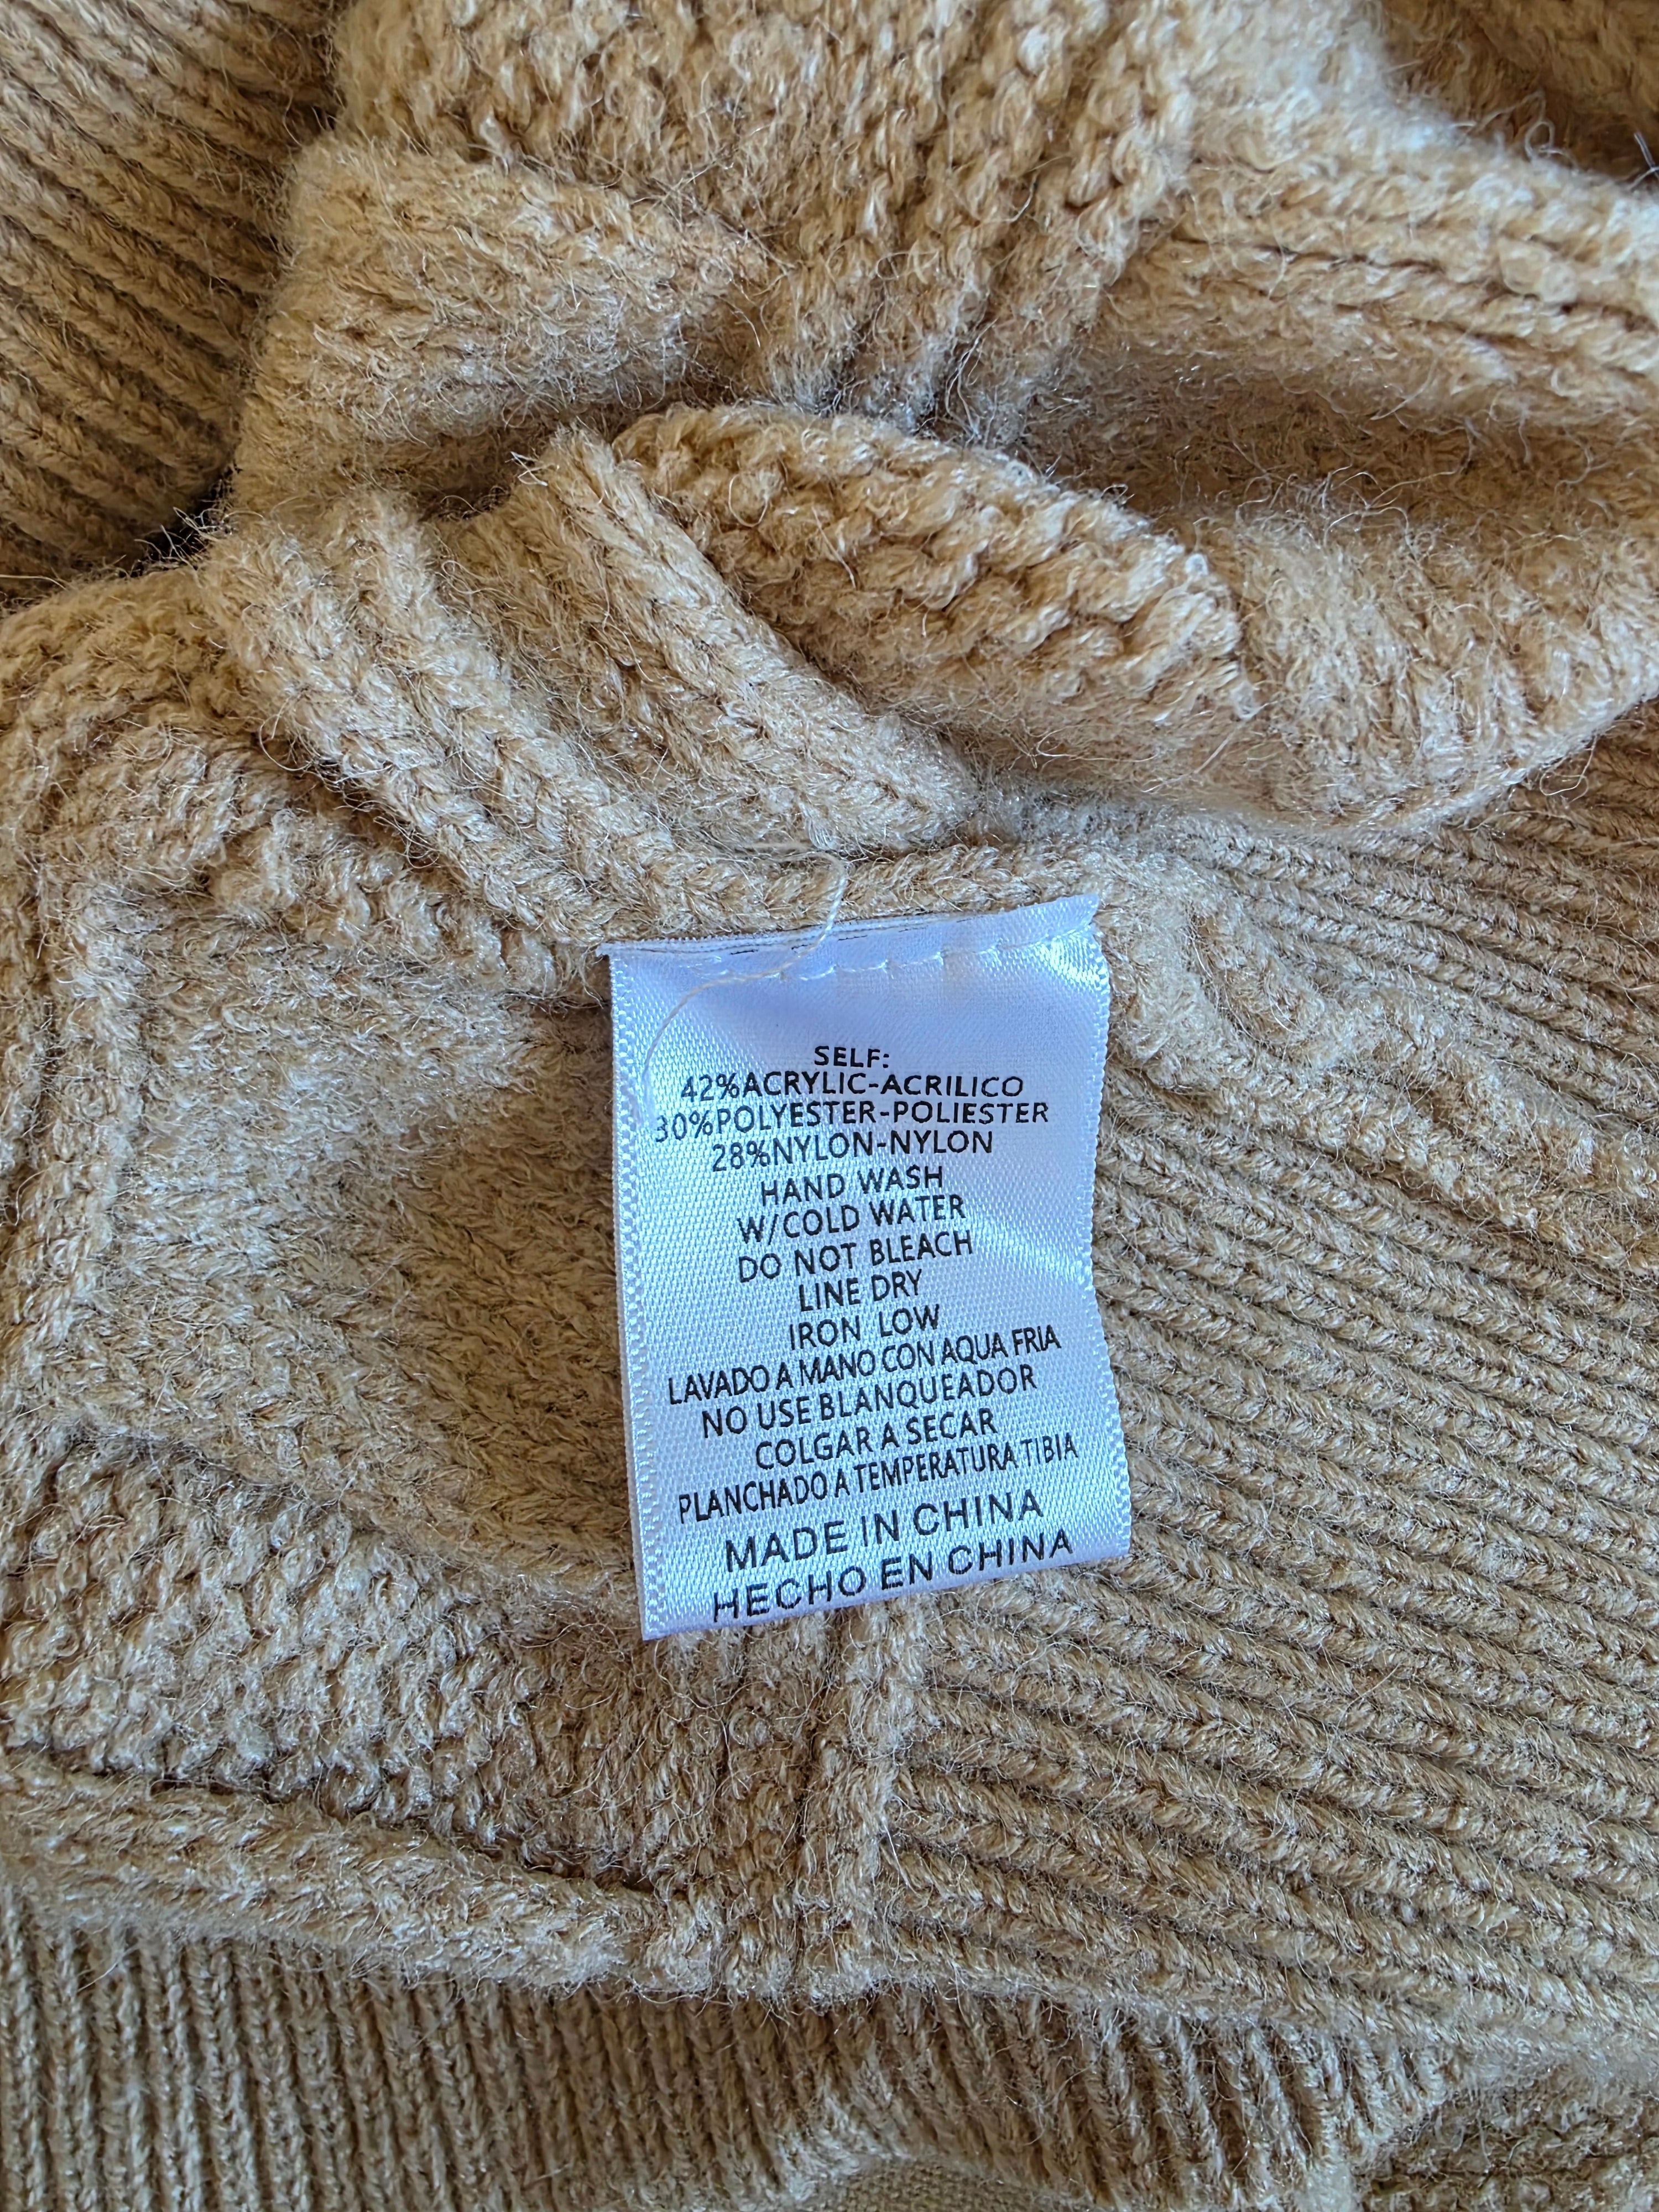 SELF:
42%ACRYLIC-ACRILICO
30%POLYESTER-POLIESTER
28%NYLON-NYLON
HAND WASH
W/COLD WATER
DO NOT BLEACH
LINE DRY
IRON LOW
LAVADO A MANO CON AQUA FRIA
NO USE BLANQUEADOR
COLGAR A SECAR
PLANCHADO A TEMPERATURA TIBIA
MADE IN CHINA
HECHO EN CHINA